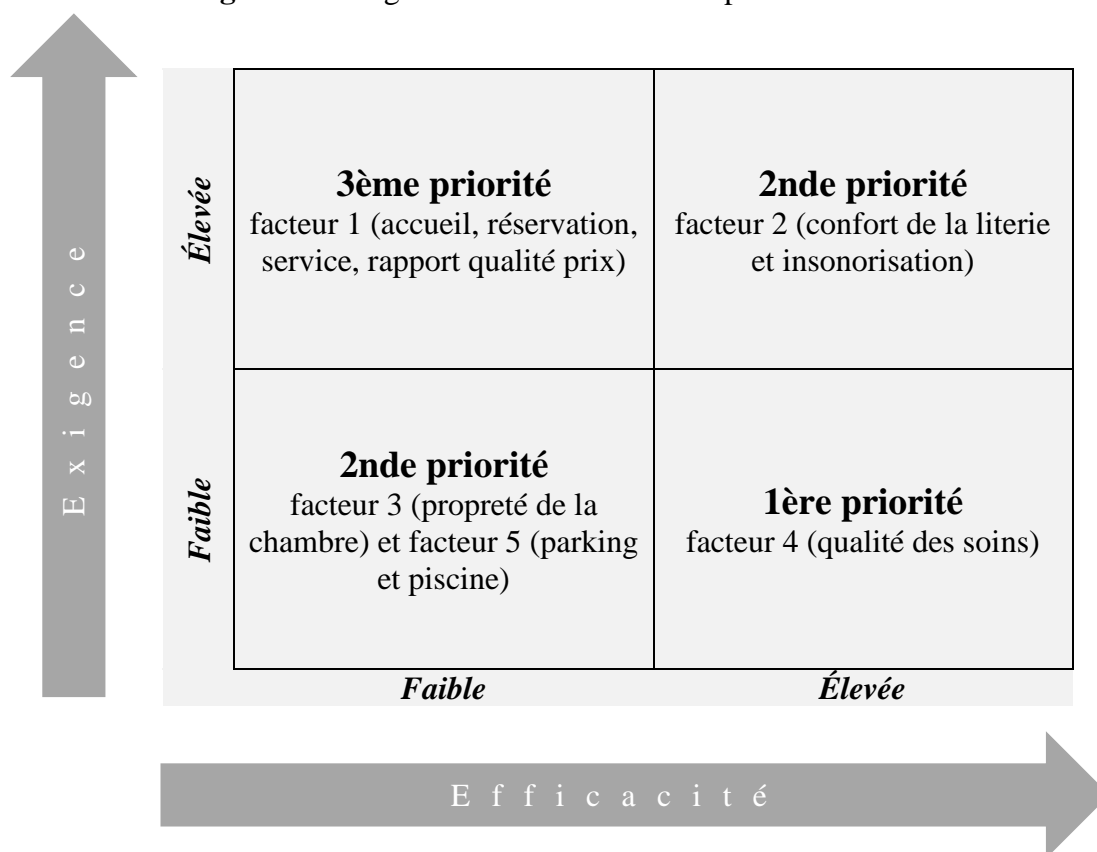 Élevée
3ème priorité
facteur 1 (accueil, réservation,
service, rapport qualité prix)
2nde priorité
facteur 2 (confort de la literie
et insonorisation)
Exigence
Faible
2nde priorité
facteur 3 (propreté de la
chambre) et facteur 5 (parking
et piscine)
1ère priorité
facteur 4 (qualité des soins)
Faible
Élevée
Efficacité